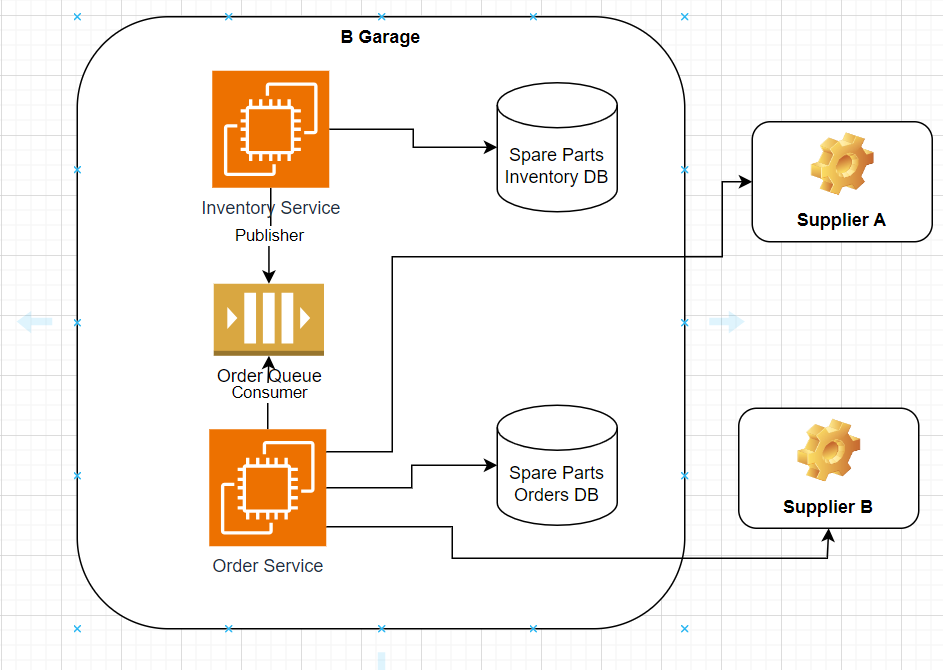 B Garage
Spare Parts
Inventory DB
Inventory Service
Publisher
Supplier A
Order Queue
Consumer
Spare Parts
Orders DB
Supplier B
Order Service